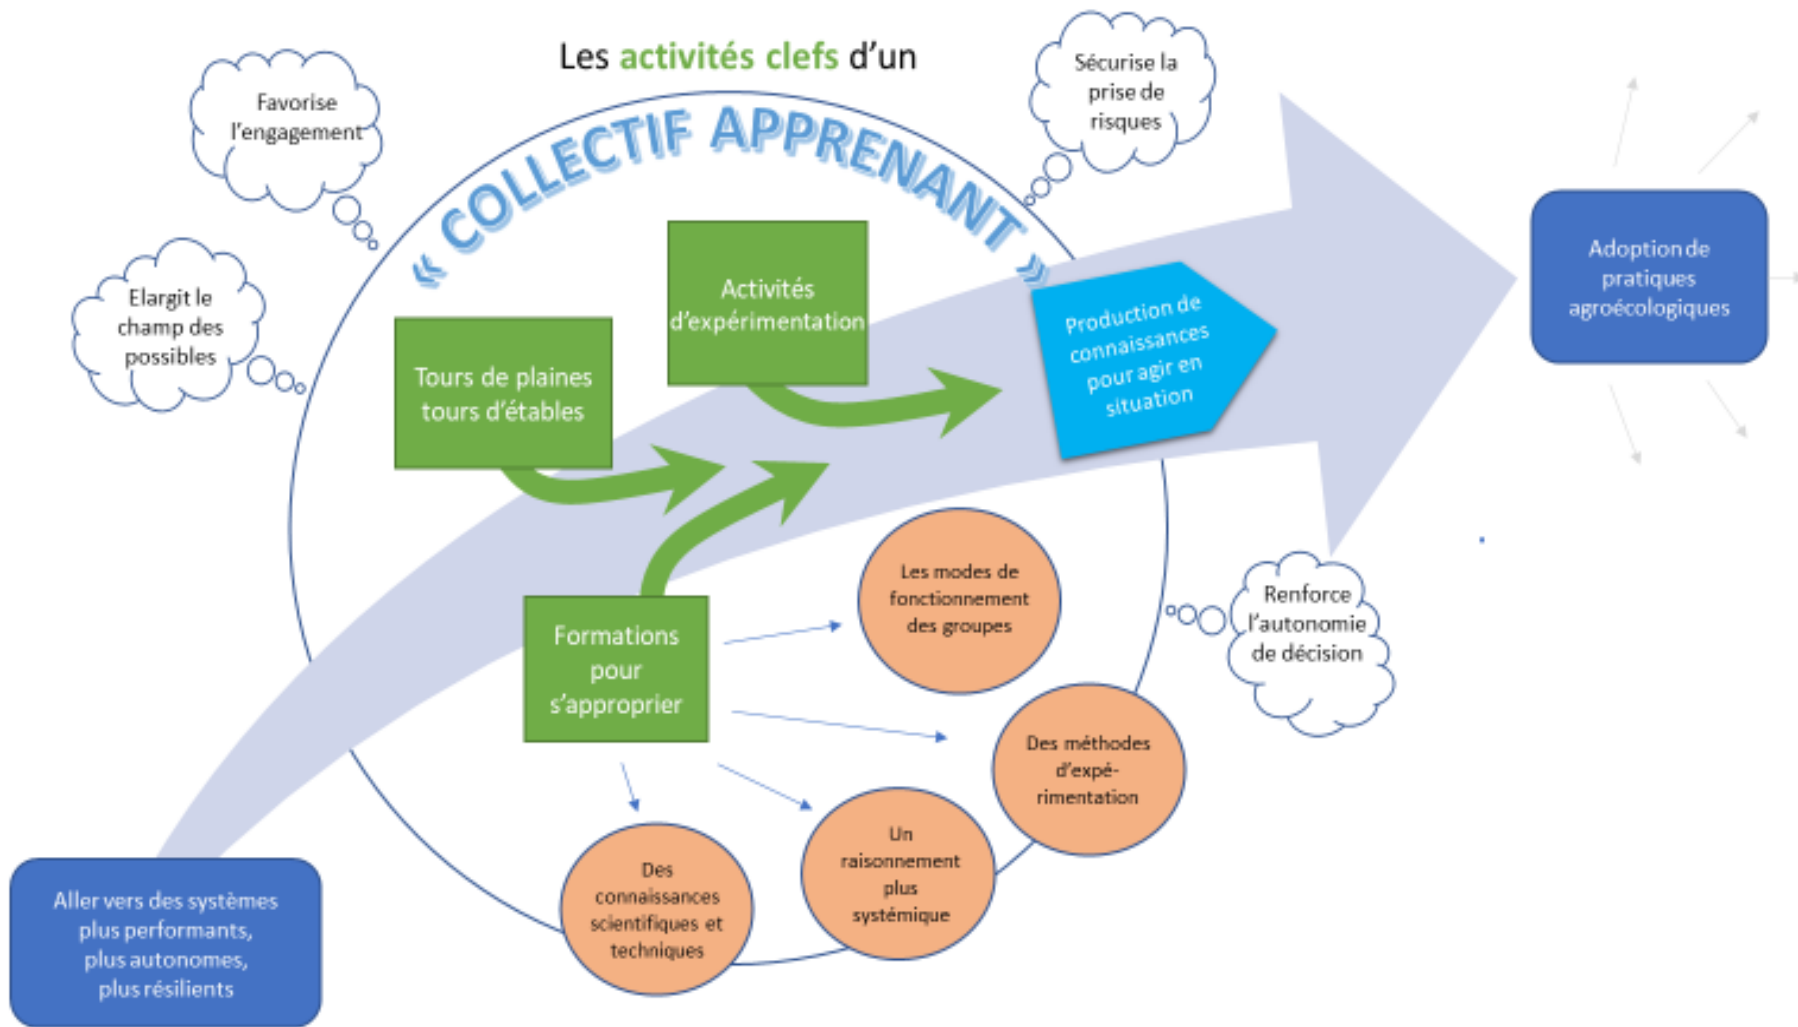 Les activités clefs d'un
« COLLECTIF APPRENANT »
Favorise
l'engagement
Sécurise la
prise de
risques
Elargit le
champ des
possibles
Activités
d'expérimentation
Tours de plaines
tours d'étables
Production de
connaissances
pour agir en
situation
Adoption de
pratiques
agroécologiques
Formations
pour
s'approprier
Les modes de
fonctionnement
des groupes
Renforce
l'autonomie
de décision
Des méthodes
d'expé-
rimentation
Un
raisonnement
plus
systémique
Des
connaissances
scientifiques et
techniques
Aller vers des systèmes
plus performants,
plus autonomes,
plus résilients